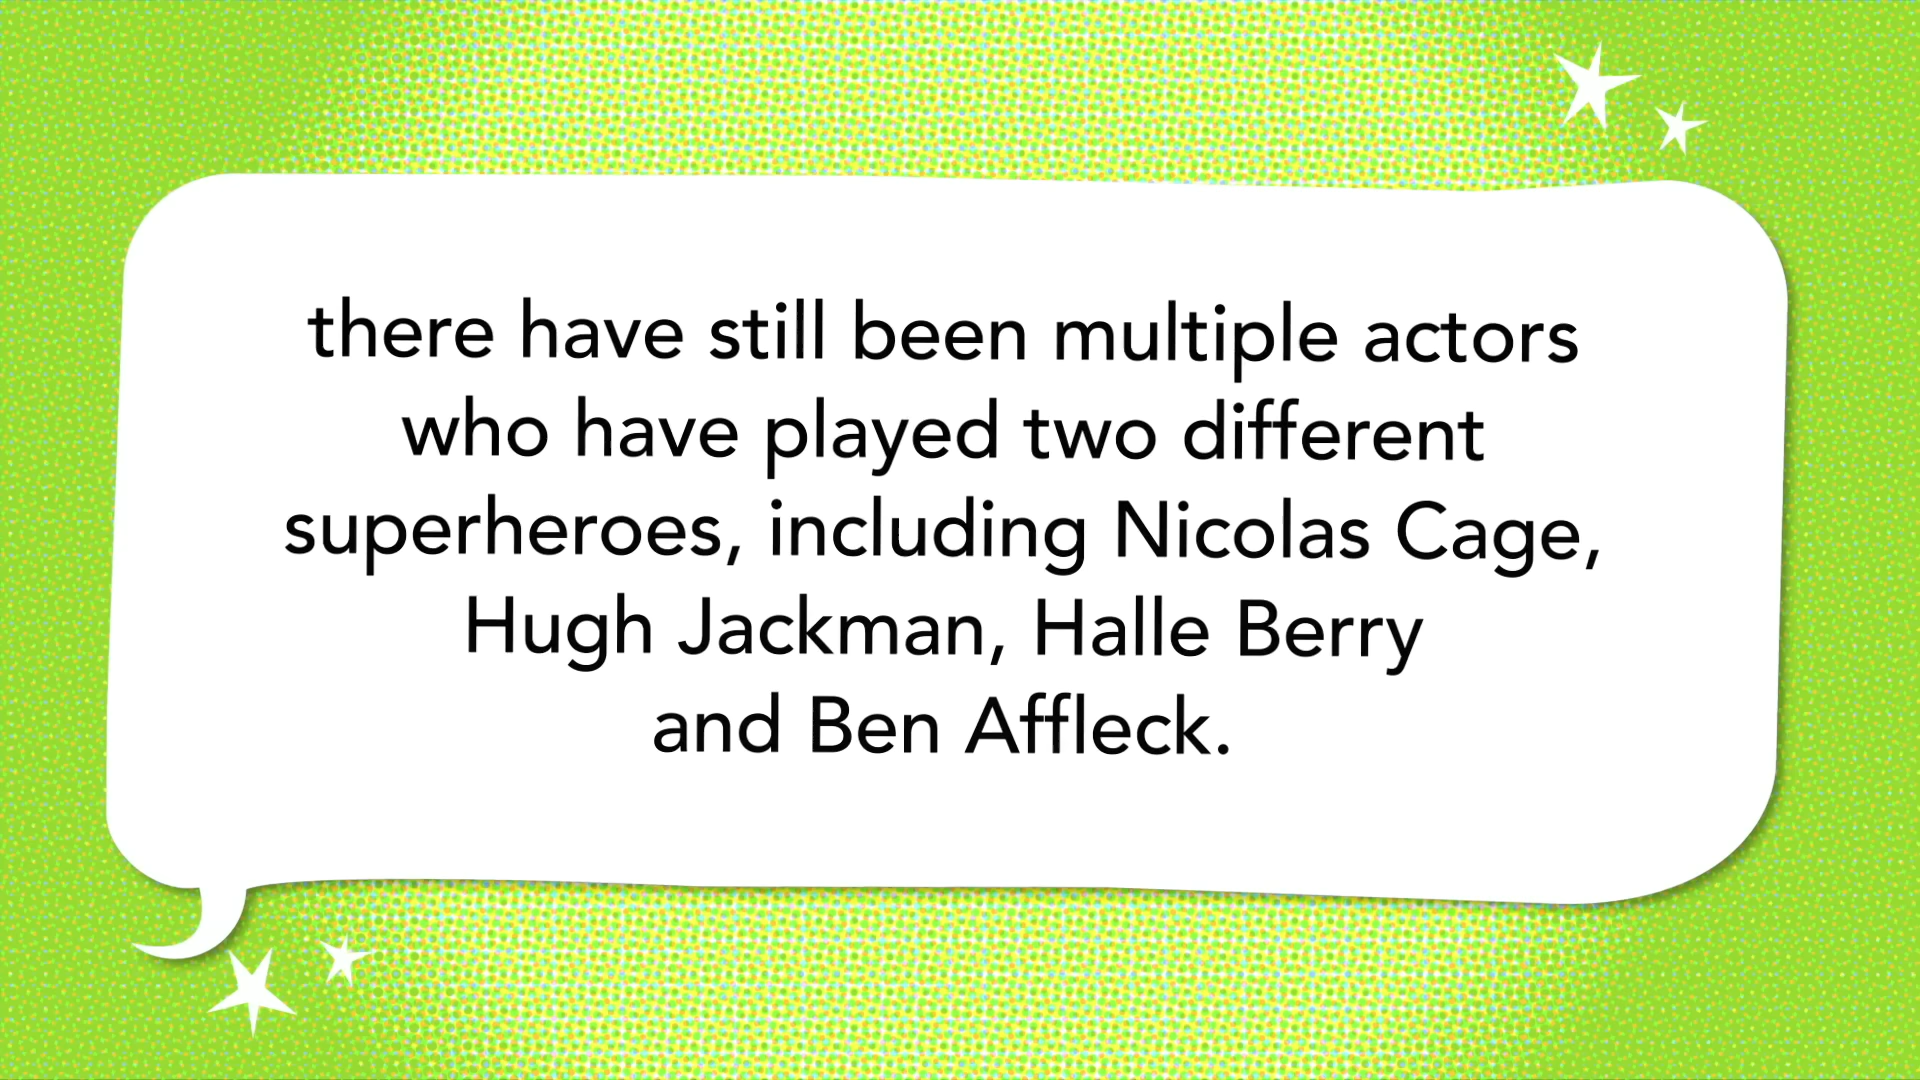 there have still been multiple actors
who have played two different
superheroes, including Nicolas Cage,
Hugh Jackman, Halle Berry
and Ben Affleck.